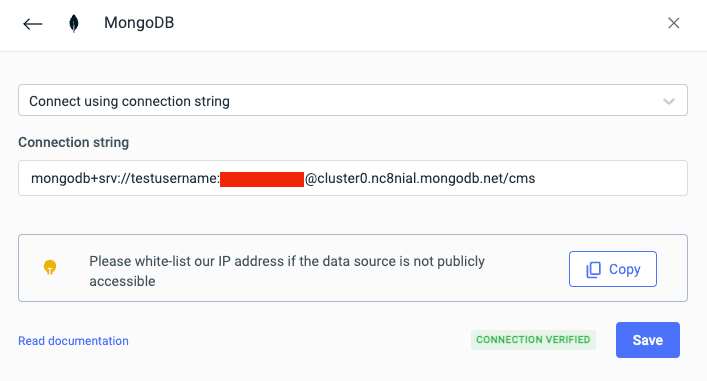 MongoDB
Connect using connection string
Connection string
mongodb+srv://testusername:@cluster0.nc8nial.mongodb.net/cms
Please white-list our IP address if the data source is not publicly
accessible
Copy
Read documentation
CONNECTION VERIFIED
Save